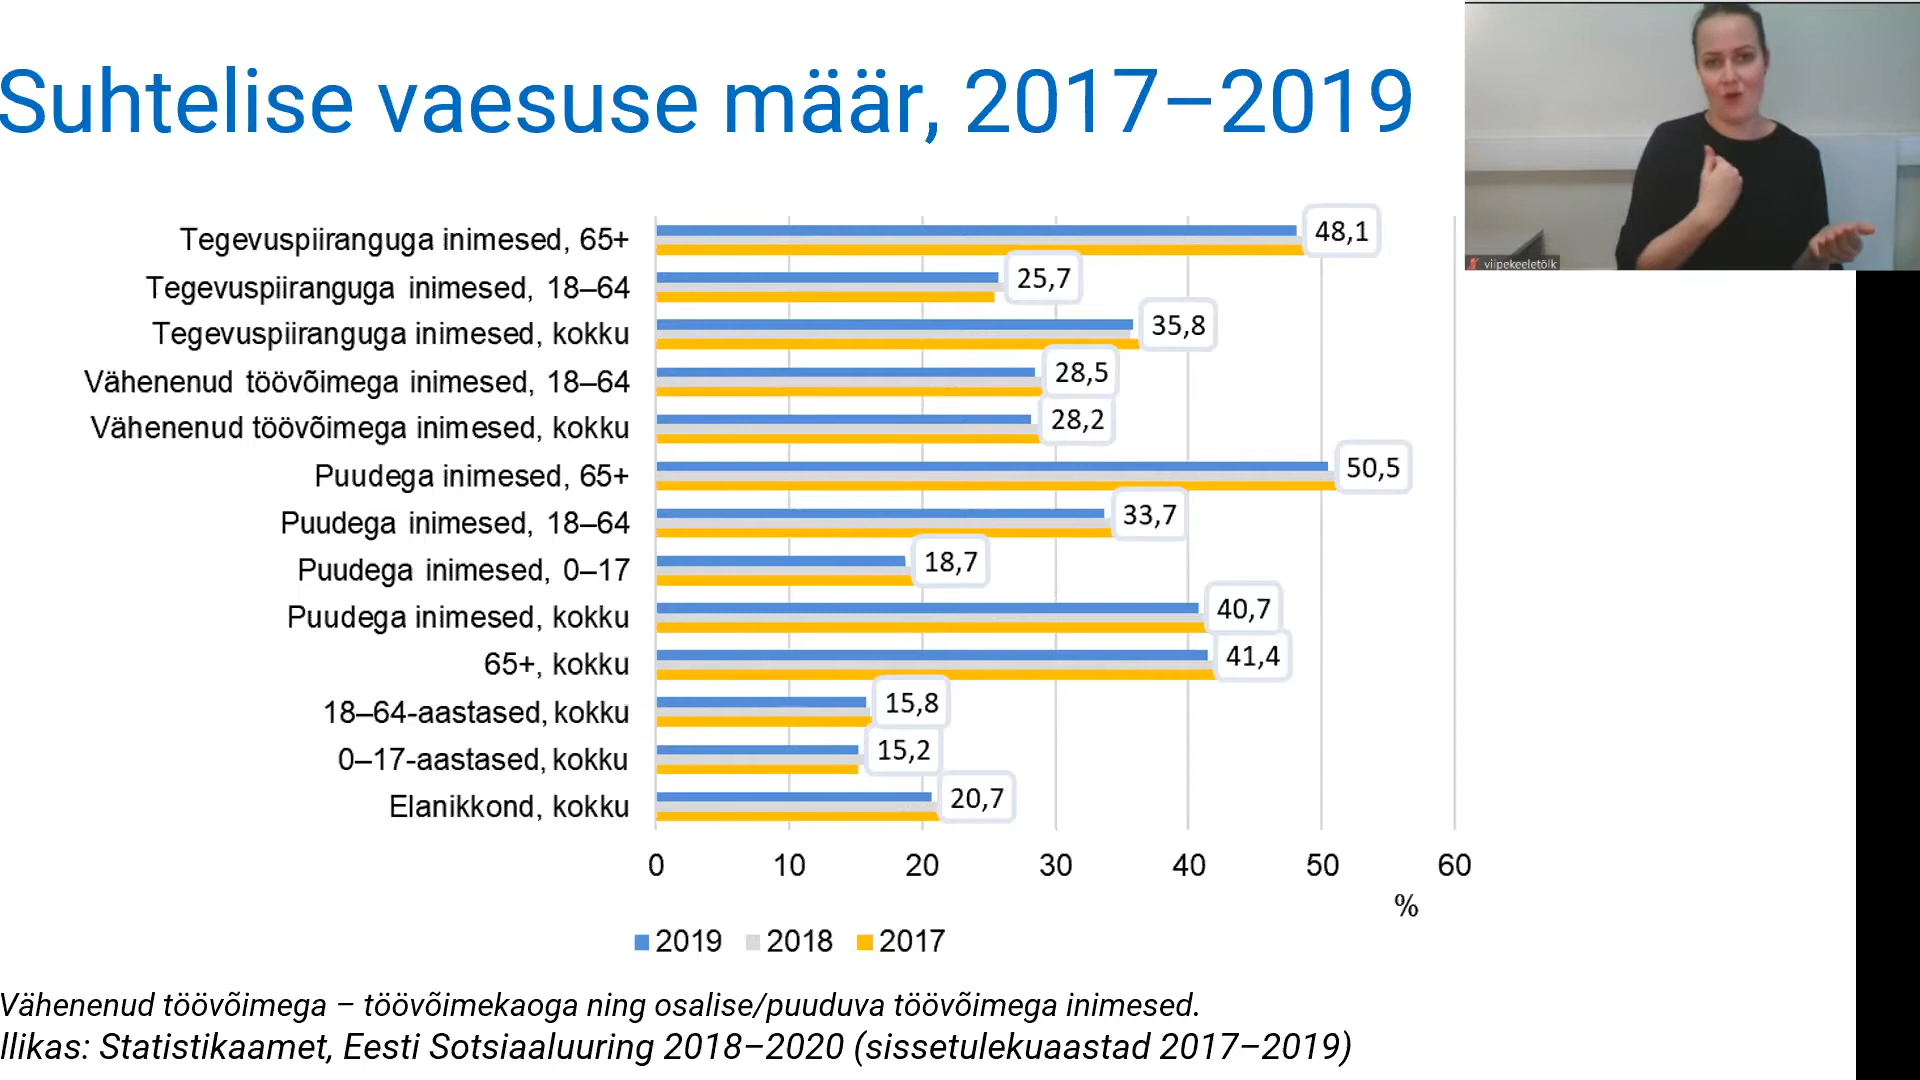 Suhtelise vaesuse määr, 2017–2019
viipekeeletõlk
Tegevuspiiranguga inimesed, 65+
48,1
Tegevuspiiranguga inimesed, 18–64
25,7
Tegevuspiiranguga inimesed, kokku
35,8
Vähenenud töövõimega inimesed, 18–64
28,5
Vähenenud töövõimega inimesed, kokku
28,2
Puudega inimesed, 65+
50,5
Puudega inimesed, 18–64
33,7
Puudega inimesed, 0–17
18,7
Puudega inimesed, kokku
40,7
65+, kokku
41,4
18–64-aastased, kokku
15,8
0–17-aastased, kokku
15,2
Elanikkond, kokku
20,7
0 10 20 30 40 50 60
%
2019 2018 2017
Vähenenud töövõimega – töövõimekaoga ning osalise/puuduva töövõimega inimesed.
llikas: Statistikaamet, Eesti Sotsiaaluuring 2018–2020 (sissetulekuaastad 2017–2019)